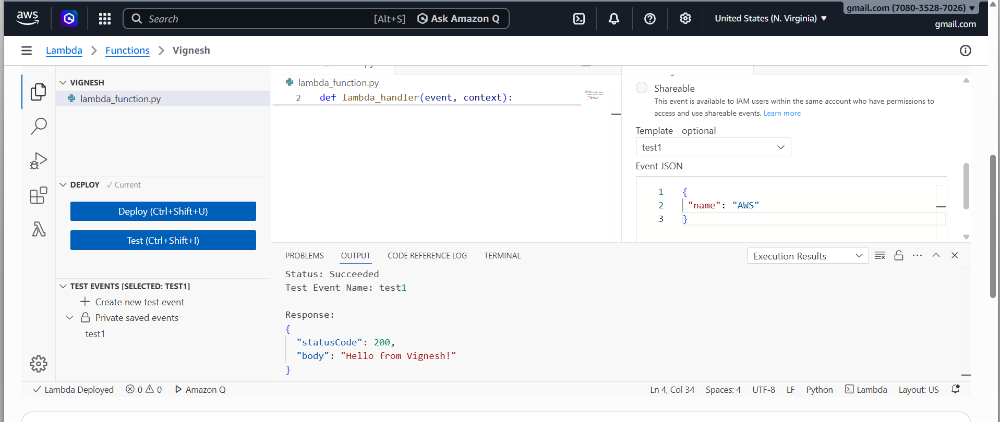 aws
Search
[Alt+S]
Ask Amazon Q
United States (N. Virginia) ▼
gmail.com (7080-3528-7026) ▼
gmail.com
Lambda > Functions > Vignesh
VIGNESH
lambda_function.py
DEPLOY ✓ Current
Deploy (Ctrl+Shift+U)
Test (Ctrl+Shift+I)
TEST EVENTS [SELECTED: TEST1]
+ Create new test event
Private saved events
test1
lambda_function.py
2 def lambda_handler(event, context):
Shareable
This event is available to IAM users within the same account who have permissions to
access and use shareable events. Learn more
Template - optional
test1
Event JSON
1 {
2 "name": "AWS"
3 }
PROBLEMS OUTPUT CODE REFERENCE LOG TERMINAL
Execution Results
Status: Succeeded
Test Event Name: test1
Response:
{
"statusCode": 200,
"body": "Hello from Vignesh!"
}
Lambda Deployed 0 0 Amazon Q
Ln 4, Col 34 Spaces: 4 UTF-8 LF Python Lambda Layout: US